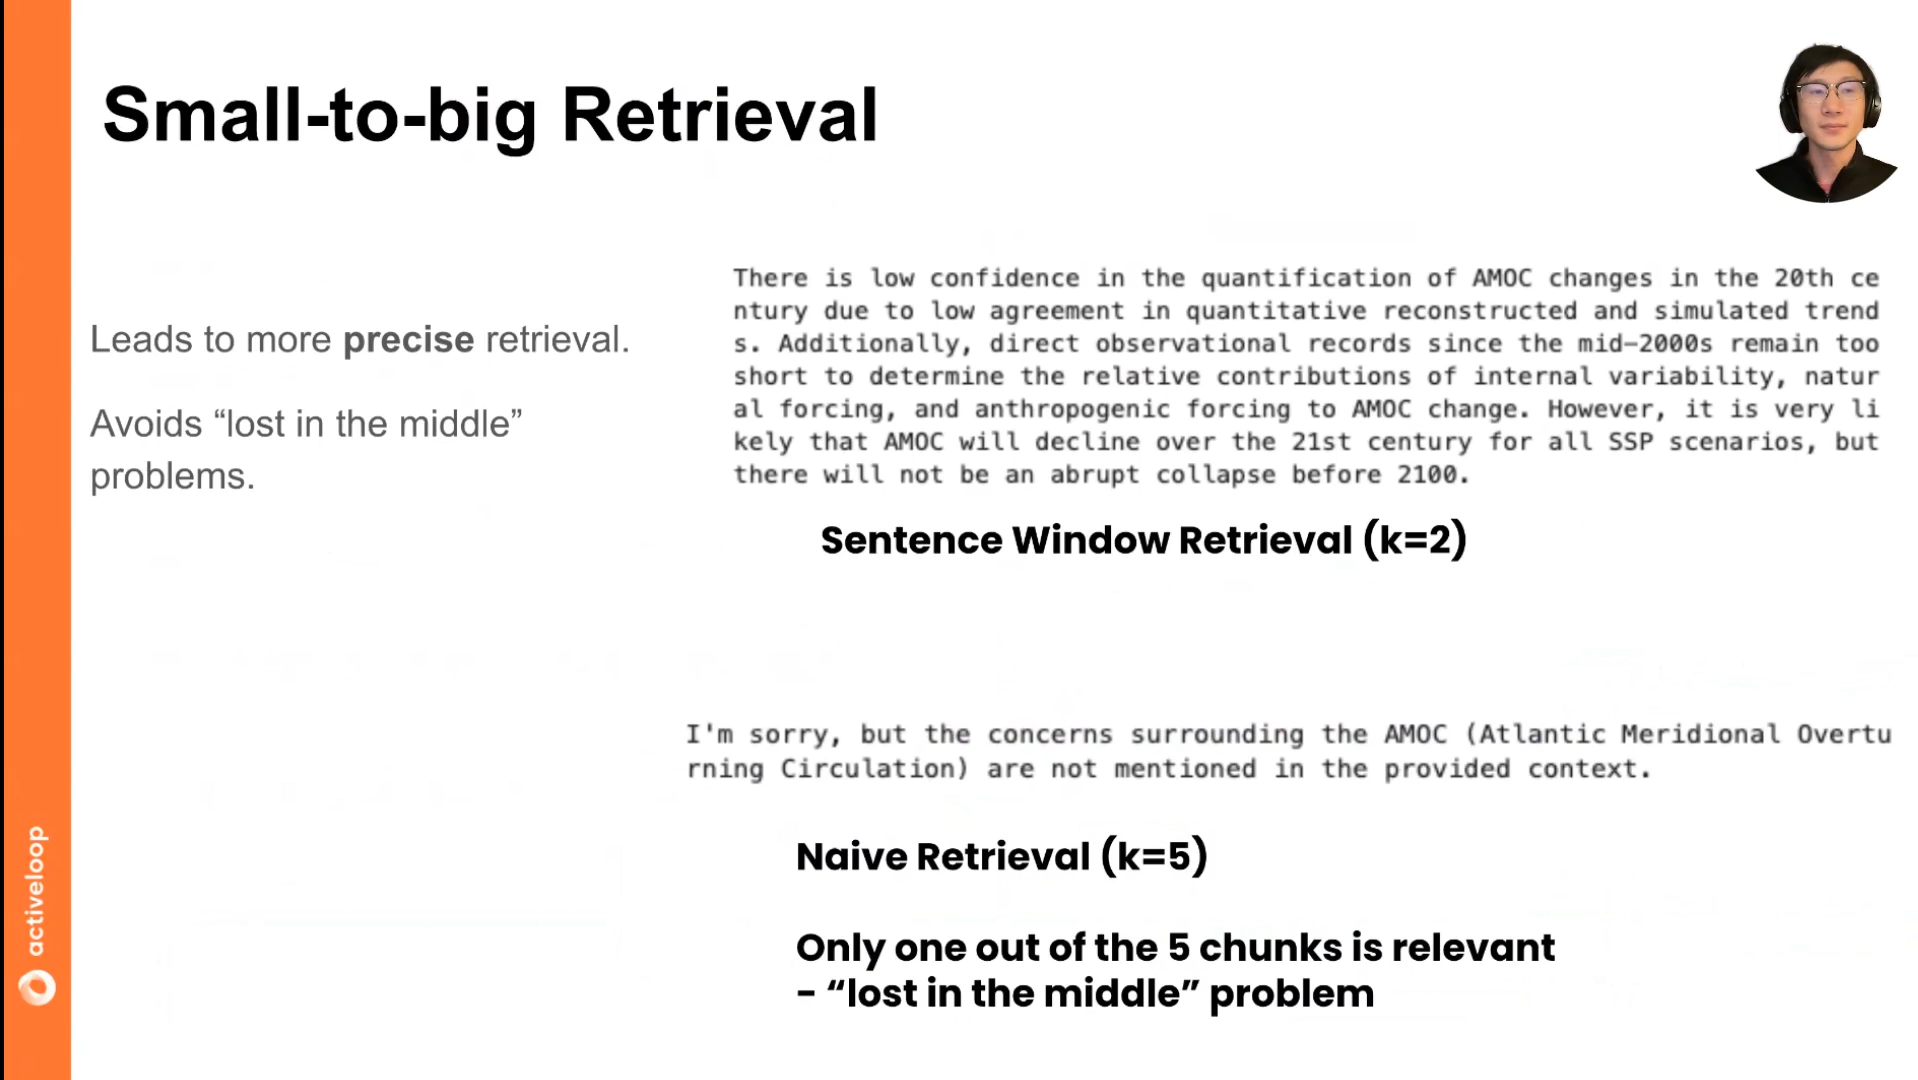 Small-to-big Retrieval
Leads to more precise retrieval.
Avoids “lost in the middle”
problems.
There is low confidence in the quantification of AMOC changes in the 20th ce
ntury due to low agreement in quantitative reconstructed and simulated trend
s. Additionally, direct observational records since the mid-2000s remain too
short to determine the relative contributions of internal variability, natur
al forcing, and anthropogenic forcing to AMOC change. However, it is very li
kely that AMOC will decline over the 21st century for all SSP scenarios, but
there will not be an abrupt collapse before 2100.
Sentence Window Retrieval (k=2)
I'm sorry, but the concerns surrounding the AMOC (Atlantic Meridional Overtu
rning Circulation) are not mentioned in the provided context.
Naive Retrieval (k=5)
Only one out of the 5 chunks is relevant
- “lost in the middle” problem
activeloop